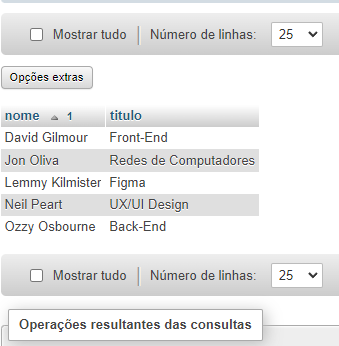 Mostrar tudo Número de linhas: 25
Opções extras
nome 1 titulo
David Gilmour Front-End
Jon Oliva Redes de Computadores
Lemmy Kilmister Figma
Neil Peart UX/UI Design
Ozzy Osbourne Back-End
Mostrar tudo Número de linhas: 25
Operações resultantes das consultas